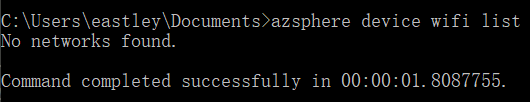 C:\Users\eastley\Documents>azsphere device wifi list
No networks found.
Command completed successfully in 00:00:01.8087755.